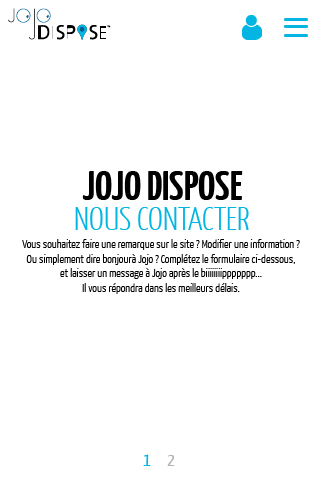 JOJO
DISPOSE
JOJO DISPOSE
NOUS CONTACTER
Vous souhaitez faire une remarque sur le site ? Modifier une information ?
Ou simplement dire bonjourà Jojo ? Complétez le formulaire ci-dessous,
et laisser un message à Jojo après le biiiiiiiippppppp...
Il vous répondra dans les meilleurs délais.
1 2